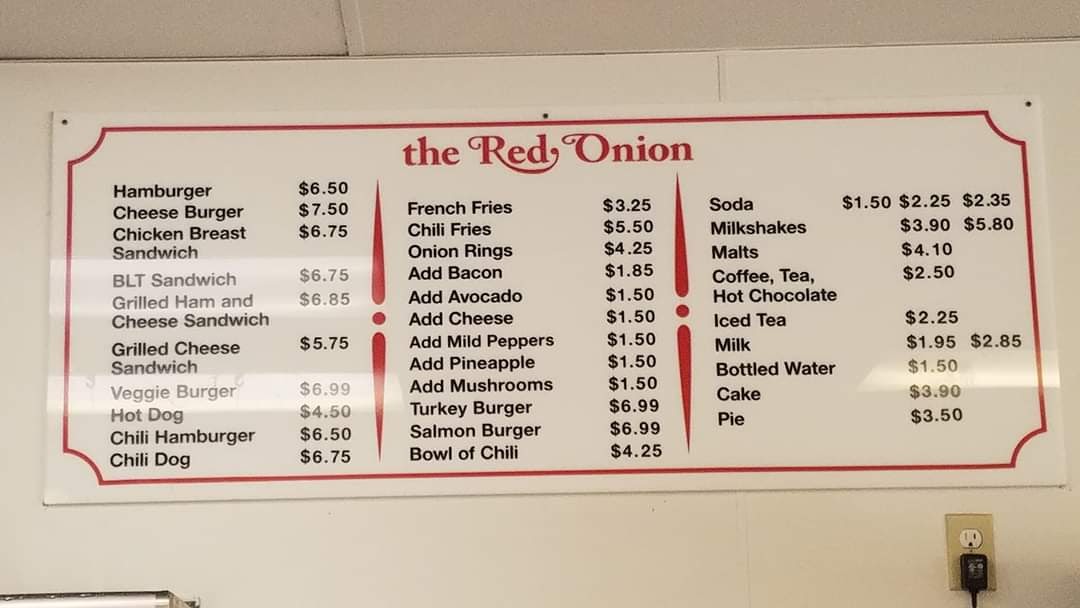 the Red Onion
Hamburger $6.50
Cheese Burger $7.50
Chicken Breast $6.75
Sandwich
BLT Sandwich $6.75
Grilled Ham and $6.85
Cheese Sandwich
Grilled Cheese $5.75
Sandwich
Veggie Burger $6.99
Hot Dog $4.50
Chili Hamburger $6.50
Chili Dog $6.75
French Fries $3.25
Chili Fries $5.50
Onion Rings $4.25
Add Bacon $1.85
Add Avocado $1.50
Add Cheese $1.50
Add Mild Peppers $1.50
Add Pineapple $1.50
Add Mushrooms $1.50
Turkey Burger $6.99
Salmon Burger $6.99
Bowl of Chili $4.25
Soda $1.50 $2.25 $2.35
Milkshakes $3.90 $5.80
Malts $4.10
Coffee, Tea, $2.50
Hot Chocolate
Iced Tea $2.25
Milk $1.95 $2.85
Bottled Water $1.50
Cake $3.90
Pie $3.50